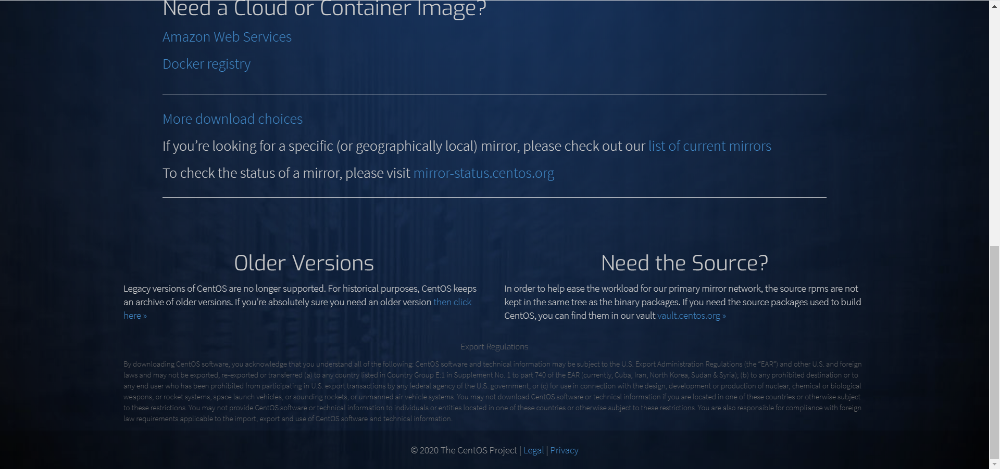 Need a Cloud or Container Image?
Amazon Web Services
Docker registry
More download choices
If you’re looking for a specific (or geographically local) mirror, please check out our list of current mirrors
To check the status of a mirror, please visit mirror-status.centos.org
Older Versions
Legacy versions of CentOS are no longer supported. For historical purposes, CentOS keeps
an archive of older versions. If you’re absolutely sure you need an older version then click
here »
Need the Source?
In order to help ease the workload for our primary mirror network, the source rpms are not
kept in the same tree as the binary packages. If you need the source packages used to build
CentOS, you can find them in our vault vault.centos.org »
Export Regulations
By downloading CentOS software, you acknowledge that you understand all of the following: CentOS software and technical information may be subject to the U.S. Export Administration Regulations (the “EAR”) and other U.S. and foreign
laws and may not be exported, re-exported or transferred (a) to any country listed in Country Group E:1 in Supplement No. 1 to part 740 of the EAR (currently, Cuba, Iran, North Korea, Sudan & Syria); (b) to any prohibited destination or to
any end user who has been prohibited from participating in U.S. export transactions by any federal agency of the U.S. government; or (c) for use in connection with the design, development or production of nuclear, chemical or biological
weapons, or rocket systems, space launch vehicles, or sounding rockets, or unmanned air vehicle systems. You may not download CentOS software or technical information if you are located in one of these countries or otherwise subject
to these restrictions. You may not provide CentOS software or technical information to individuals or entities located in one of these countries or otherwise subject to these restrictions. You are also responsible for compliance with foreign
law requirements applicable to the import, export and use of CentOS software and technical information.
© 2020 The CentOS Project | Legal | Privacy